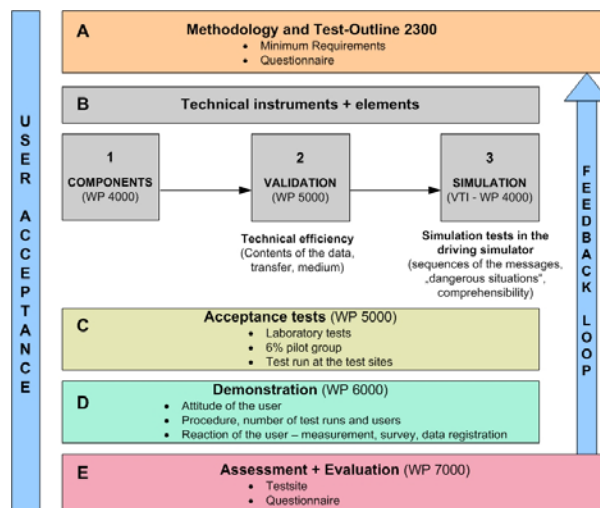 USER ACCEPTANCE
A
Methodology and Test-Outline 2300
• Minimum Requirements
• Questionnaire
B
Technical instruments + elements
1
COMPONENTS
(WP 4000)
2
VALIDATION
(WP 5000)
3
SIMULATION
(VTI - WP 4000)
Technical efficiency
(Contents of the data,
transfer, medium)
Simulation tests in the
driving simulator
(sequences of the messages,
„dangerous situations“,
comprehensibility)
C
Acceptance tests (WP 5000)
• Laboratory tests
• 6% pilot group
• Test run at the test sites
D
Demonstration (WP 6000)
• Attitude of the user
• Procedure, number of test runs and users
• Reaction of the user – measurement, survey, data registration
E
Assessment + Evaluation (WP 7000)
• Testsite
• Questionnaire
FEEDBACK LOOP